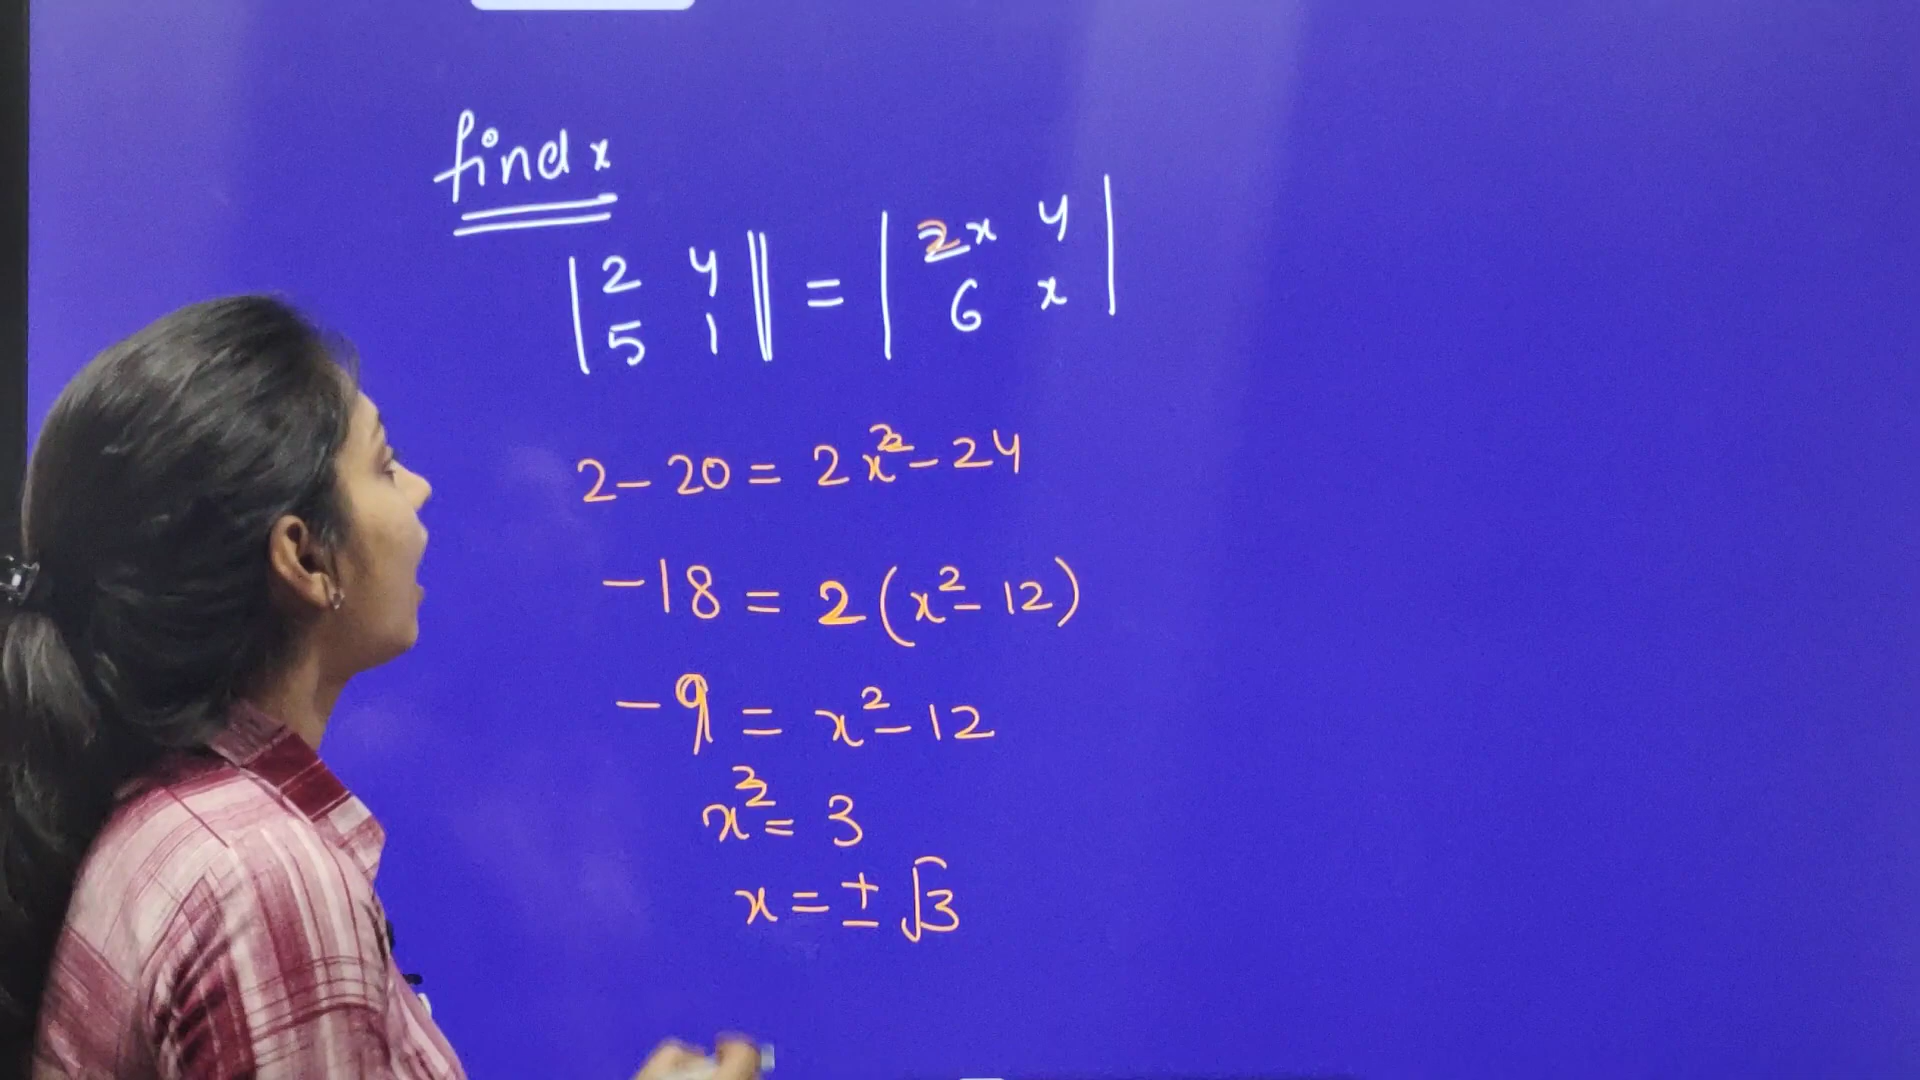 find x
|2 4| = |2x 4|
|5 1| |6 x|
2 - 20 = 2x² - 24
-18 = 2(x² - 12)
-9 = x² - 12
x² = 3
x = ± √3